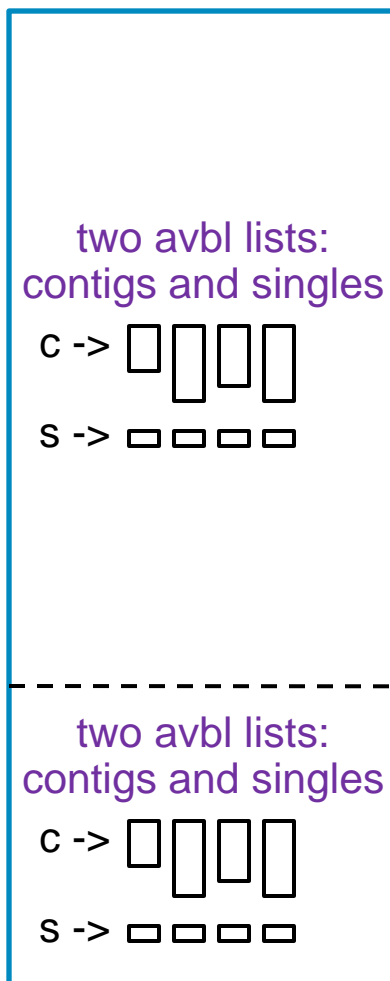 two avbl lists:
contigs and singles
c ->
s ->
two avbl lists:
contigs and singles
c ->
s ->